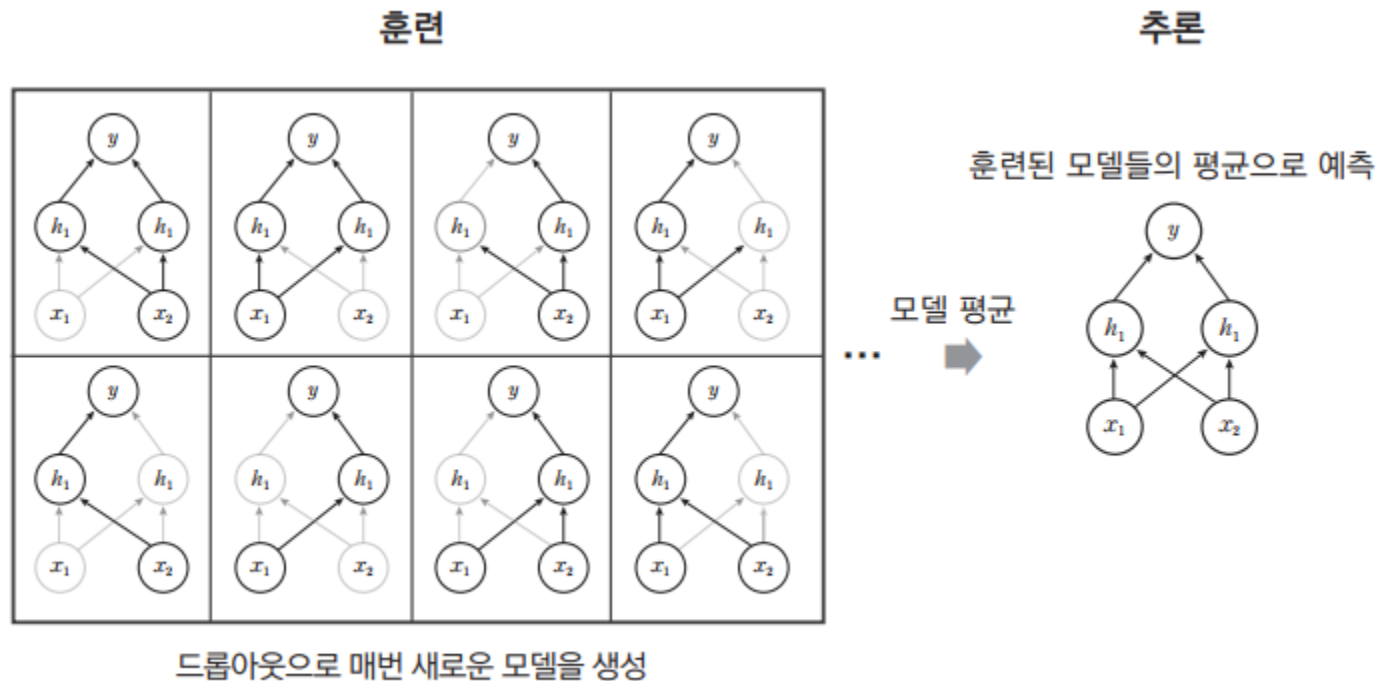 훈련
추론
y y y y
h₁ h₁ h₁ h₁ h₁ h₁ h₁ h₁
x₁ x₂ x₁ x₂ x₁ x₂ x₁ x₂
y y y y
h₁ h₁ h₁ h₁ h₁ h₁ h₁ h₁
x₁ x₂ x₁ x₂ x₁ x₂ x₁ x₂
드롭아웃으로 매번 새로운 모델을 생성
...
모델 평균
훈련된 모델들의 평균으로 예측
y
h₁ h₁
x₁ x₂